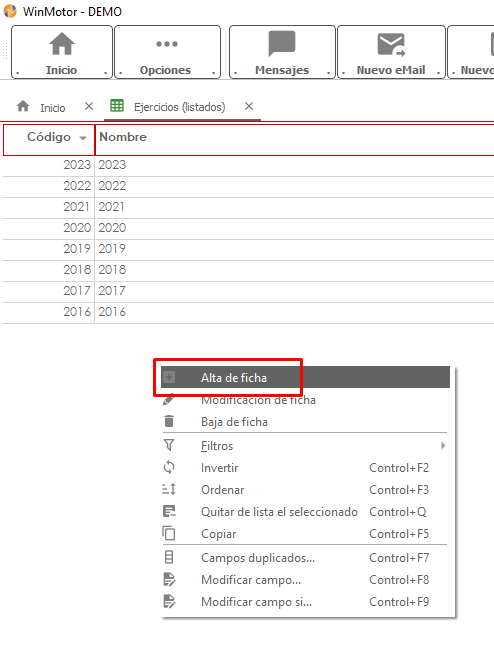 WinMotor - DEMO
. Inicio . . Opciones . . Mensajes . . Nuevo eMail . . Nuevo
Inicio × Ejercicios (listados) ×
Código Nombre
2023 2023
2022 2022
2021 2021
2020 2020
2019 2019
2018 2018
2017 2017
2016 2016
Alta de ficha
Modificación de ficha
Baja de ficha
Filtros
Invertir Control+F2
Ordenar Control+F3
Quitar de lista el seleccionado Control+Q
Copiar Control+F5
Campos duplicados... Control+F7
Modificar campo... Control+F8
Modificar campo si... Control+F9